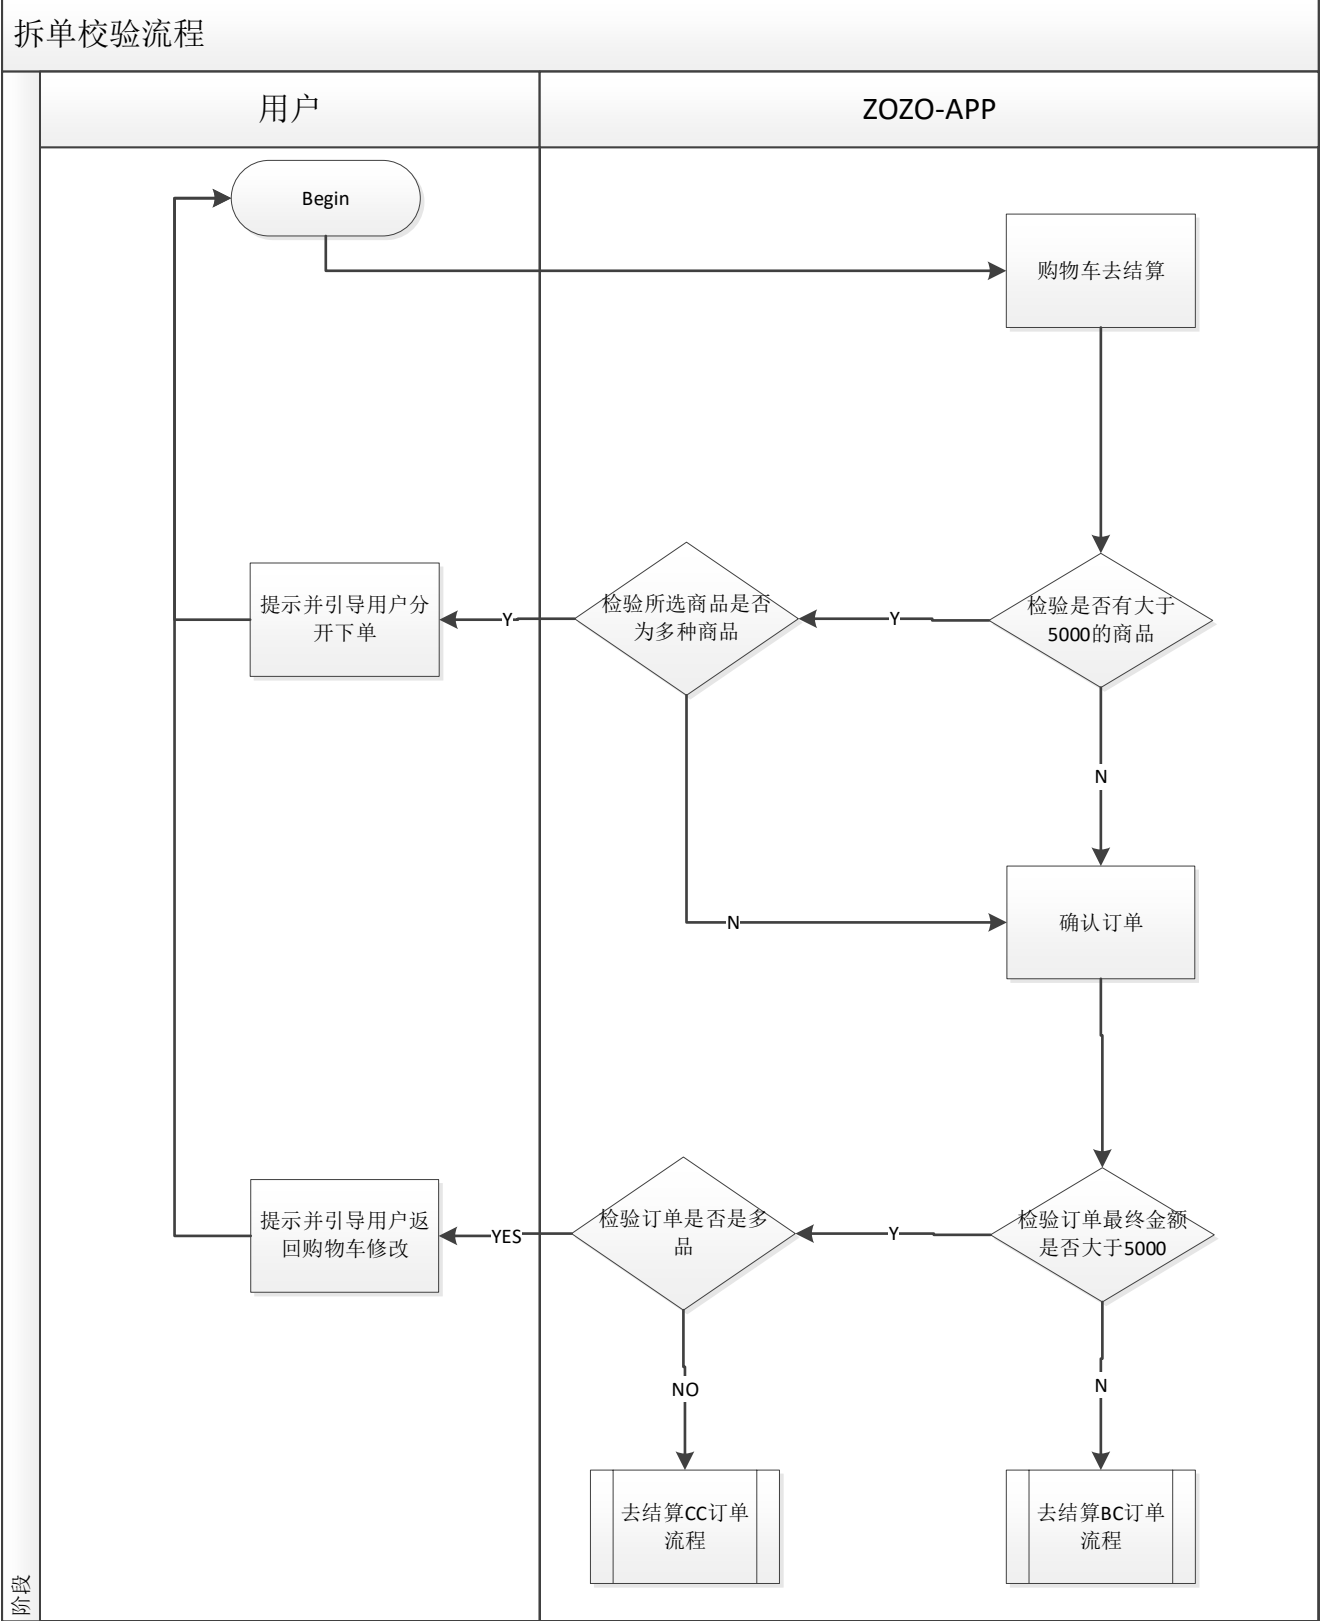 拆单校验流程
用户
ZOZO-APP
Begin
购物车去结算
提示并引导用户分
开下单
Y
检验所选商品是否
为多种商品
Y
检验是否有大于
5000的商品
N
N
确认订单
提示并引导用户返
回购物车修改
YES
检验订单是否是多
品
Y
检验订单最终金额
是否大于5000
NO
N
去结算CC订单
流程
去结算BC订单
流程
阶段